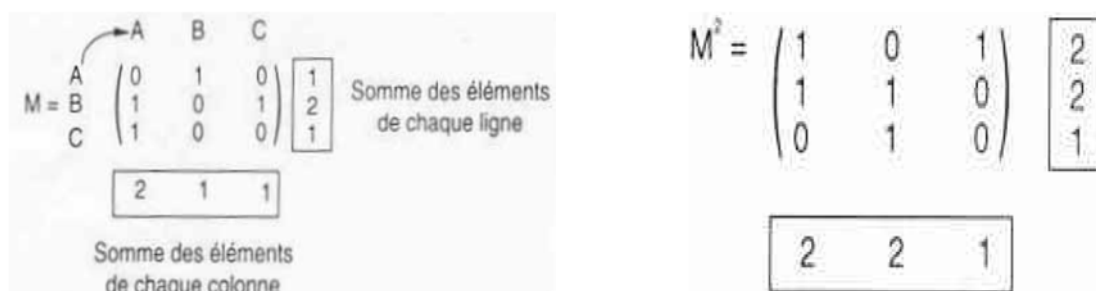 A B C
A ( 0 1 0 ) 1
M = B ( 1 0 1 ) 2
C ( 1 0 0 ) 1
Somme des éléments
de chaque ligne
2 1 1
Somme des éléments
de chaque colonne
M² = ( 1 0 1 ) 2
( 1 1 0 ) 2
( 0 1 0 ) 1
2 2 1